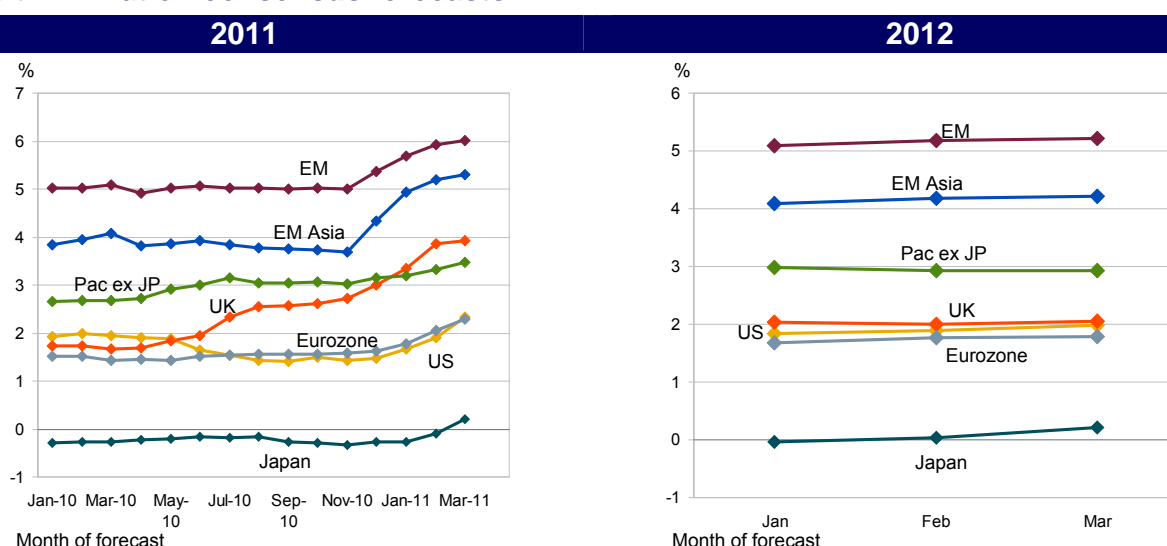 2011
2012
%
7
6
5
4
3
2
1
0
-1
EM
EM Asia
Pac ex JP
UK
Eurozone
US
Japan
Jan-10 Mar-10 May-10 Jul-10 Sep-10 Nov-10 Jan-11 Mar-11
Month of forecast
%
6
5
4
3
2
1
0
-1
EM
EM Asia
Pac ex JP
UK
US
Eurozone
Japan
Jan Feb Mar
Month of forecast